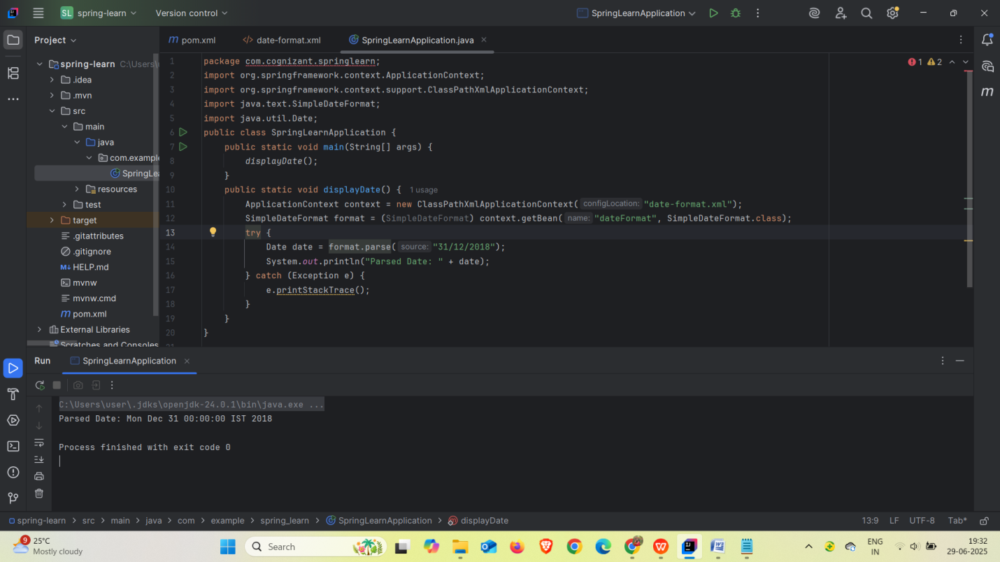 SL spring-learn Version control SpringLearnApplication
Project
pom.xml date-format.xml SpringLearnApplication.java
spring-learn C:\Users\
.idea
.mvn
src
main
java
com.example
SpringLe
resources
test
target
.gitattributes
.gitignore
HELP.md
mvnw
mvnw.cmd
pom.xml
External Libraries
Scratches and Consoles
1 2
1 package com.cognizant.springlearn;
2 import org.springframework.context.ApplicationContext;
3 import org.springframework.context.support.ClassPathXmlApplicationContext;
4 import java.text.SimpleDateFormat;
5 import java.util.Date;
6 public class SpringLearnApplication {
7 public static void main(String[] args) {
8 displayDate();
9 }
10 public static void displayDate() { 1 usage
11 ApplicationContext context = new ClassPathXmlApplicationContext( configLocation: "date-format.xml");
12 SimpleDateFormat format = (SimpleDateFormat) context.getBean( name: "dateFormat", SimpleDateFormat.class);
13 try {
14 Date date = format.parse( source: "31/12/2018");
15 System.out.println("Parsed Date: " + date);
16 } catch (Exception e) {
17 e.printStackTrace();
18 }
19 }
20 }
Run SpringLearnApplication
C:\Users\user\.jdks\openjdk-24.0.1\bin\java.exe ...
Parsed Date: Mon Dec 31 00:00:00 IST 2018
Process finished with exit code 0
spring-learn > src > main > java > com > example > spring_learn > SpringLearnApplication > displayDate 13:9 LF UTF-8 Tab*
9 25°C
Mostly cloudy
Search
ENG
IN
19:32
29-06-2025